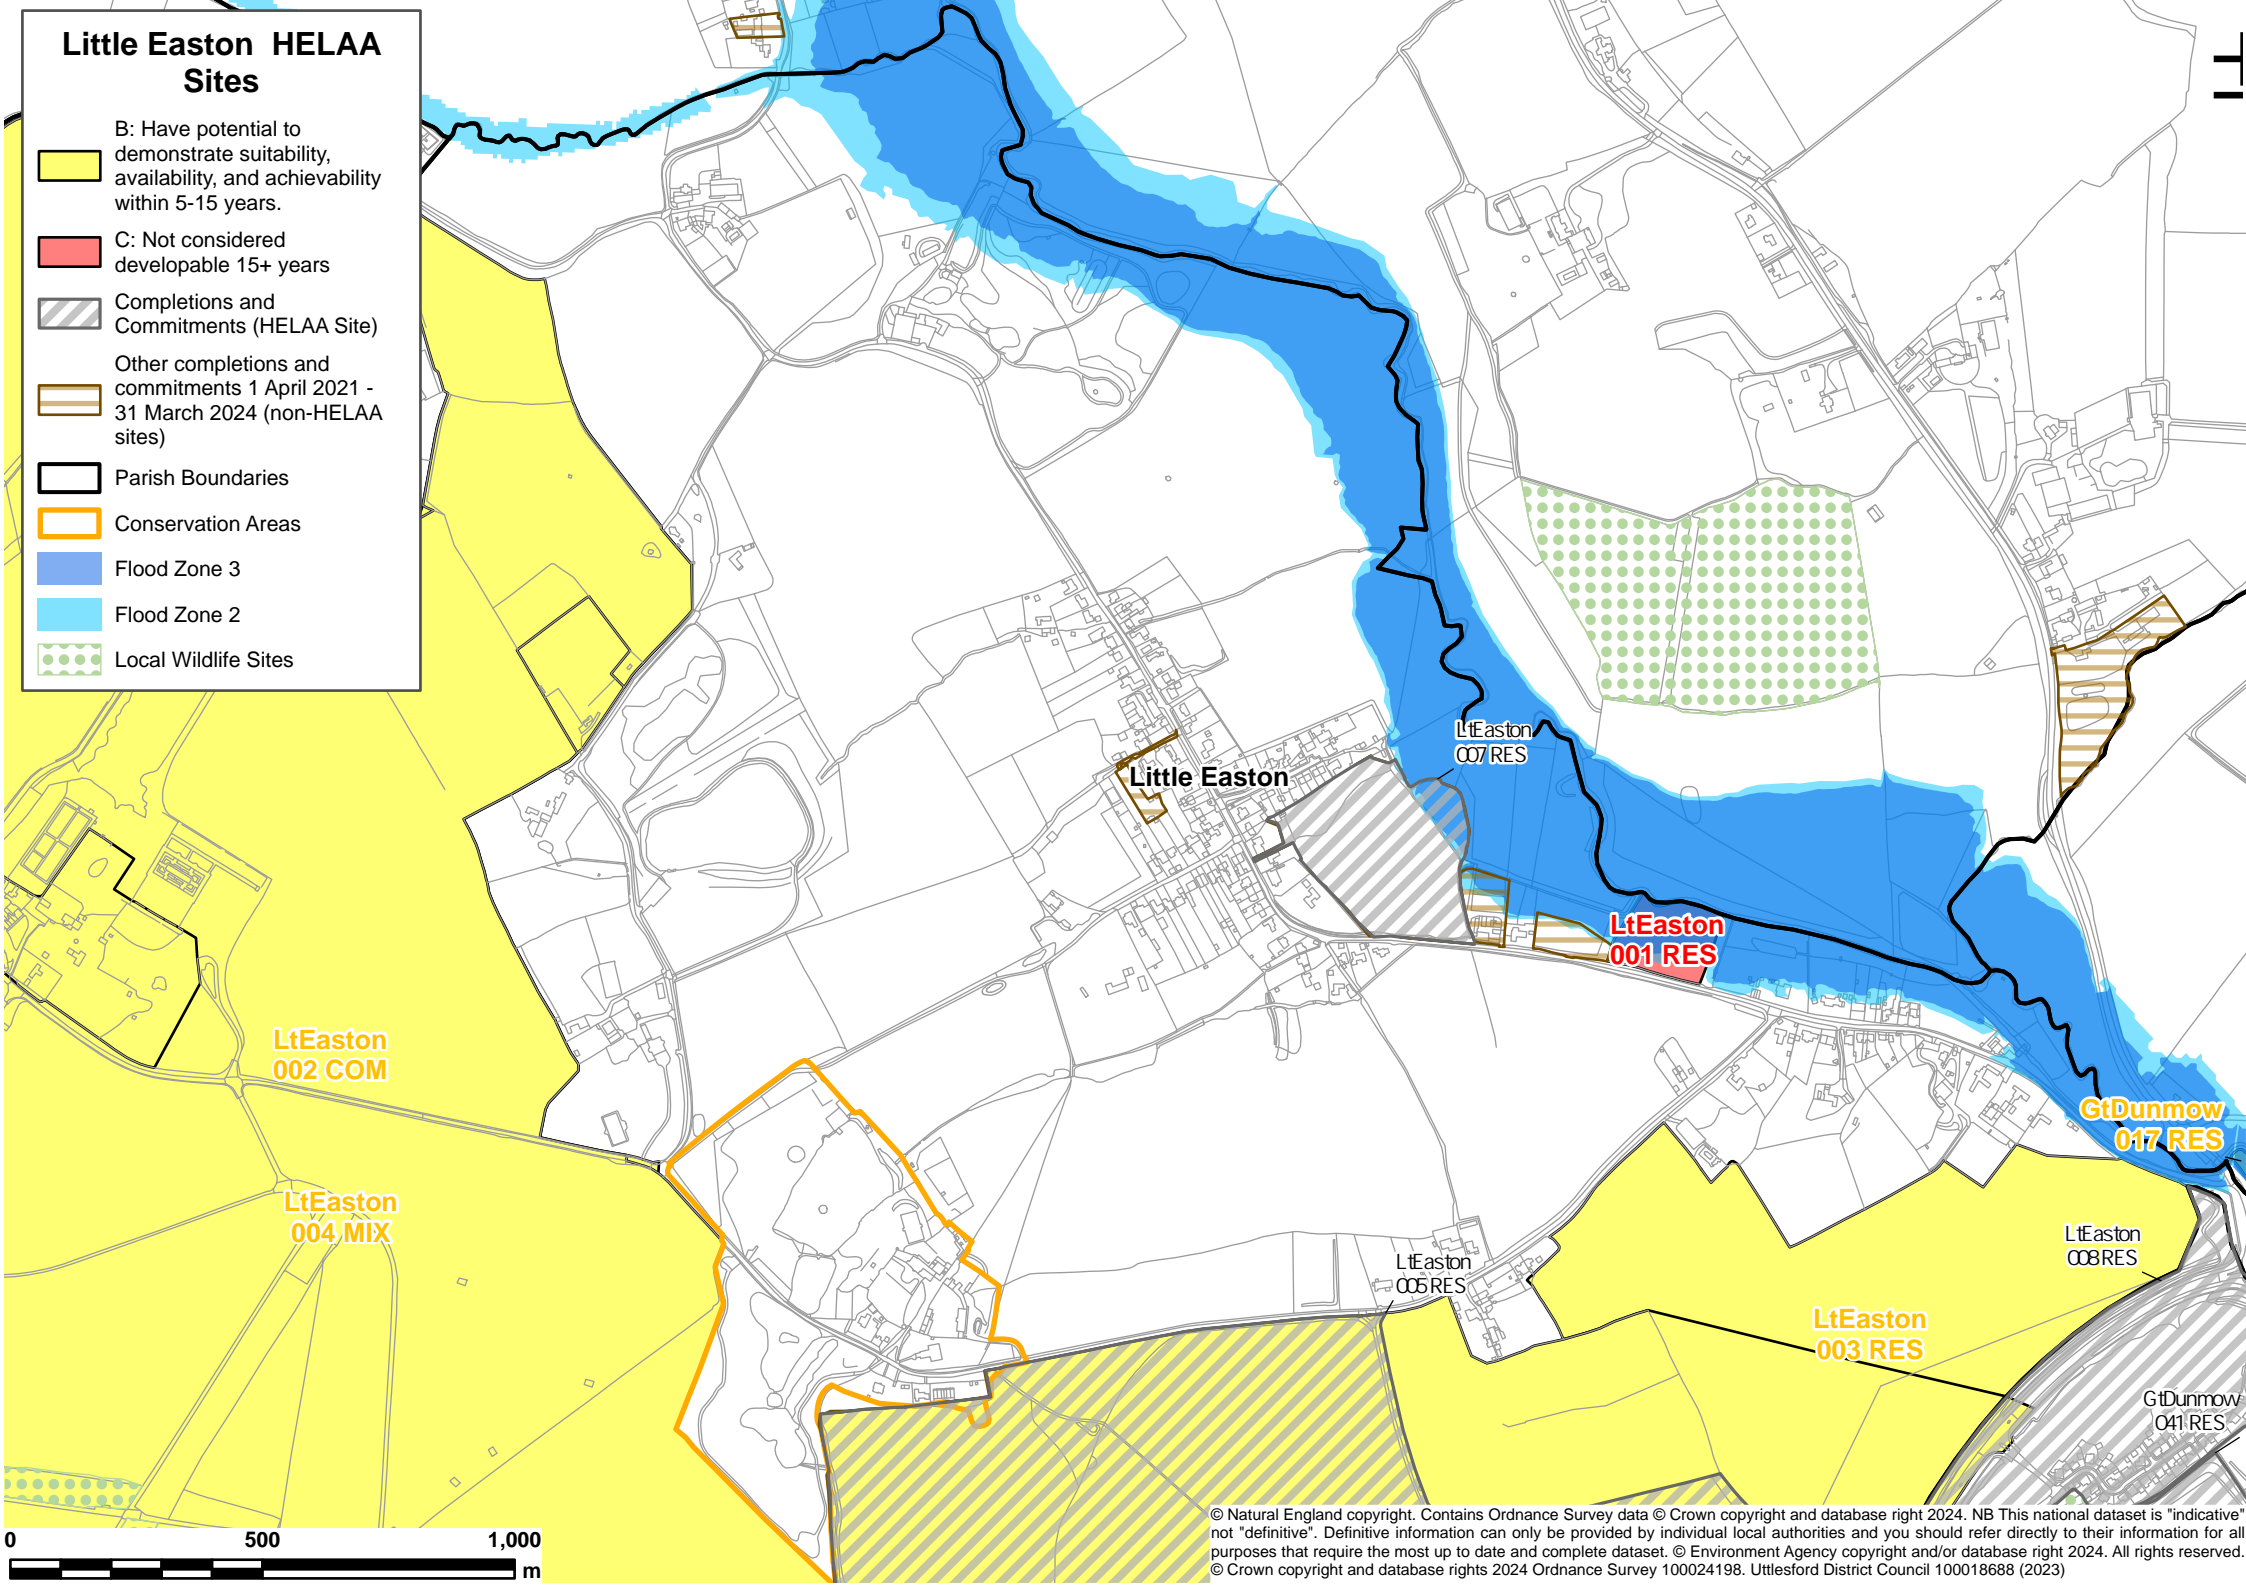 Little Easton HELAA
Sites
B: Have potential to
demonstrate suitability,
availability, and achievability
within 5-15 years.
C: Not considered
developable 15+ years
Completions and
Commitments (HELAA Site)
Other completions and
commitments 1 April 2021 -
31 March 2024 (non-HELAA
sites)
Parish Boundaries
Conservation Areas
Flood Zone 3
Flood Zone 2
Local Wildlife Sites
LtEaston
007 RES
Little Easton
LtEaston
001 RES
LtEaston
002 COM
GtDunmow
017 RES
LtEaston
004 MIX
LtEaston
008 RES
LtEaston
003 RES
GtDunmow
041 RES
0 500 1,000
m
© Natural England copyright. Contains Ordnance Survey data © Crown copyright and database right 2024. NB This national dataset is "indicative"
not "definitive". Definitive information can only be provided by individual local authorities and you should refer directly to their information for all
purposes that require the most up to date and complete dataset. © Environment Agency copyright and/or database right 2024. All rights reserved.
© Crown copyright and database rights 2024 Ordnance Survey 100024198. Uttlesford District Council 100018688 (2023)